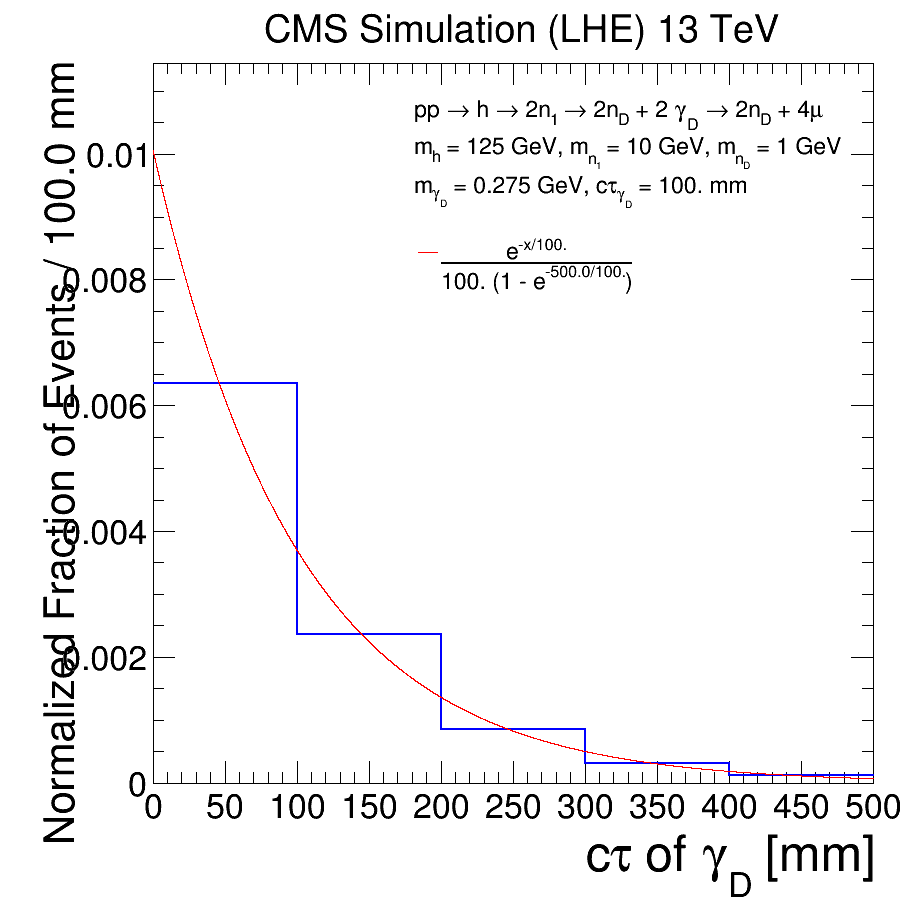 CMS Simulation (LHE) 13 TeV
Normalized Fraction of Events / 100.0 mm
pp → h → 2n1 → 2nD + 2 γD → 2nD + 4μ
mh = 125 GeV, mn1 = 10 GeV, mnD = 1 GeV
mγD = 0.275 GeV, cτγD = 100. mm
e-x/100.
100. (1 - e-500.0/100.)
0.01
0.008
0.006
0.004
0.002
0
0 50 100 150 200 250 300 350 400 450 500
cτ of γD [mm]